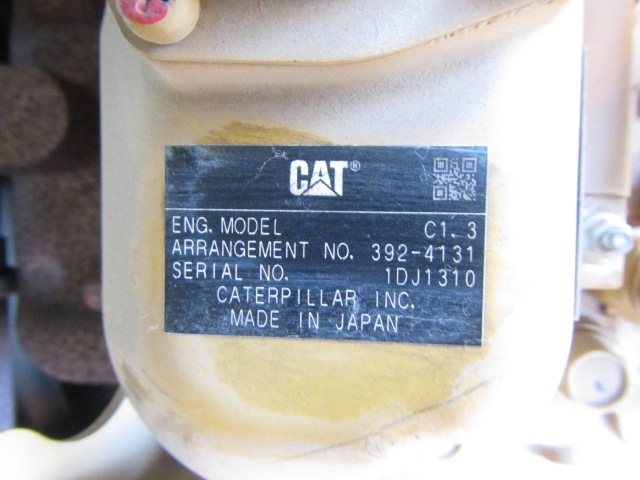 CAT®
ENG. MODEL C1.3
ARRANGEMENT NO. 392-4131
SERIAL NO. 1DJ1310
CATERPILLAR INC.
MADE IN JAPAN